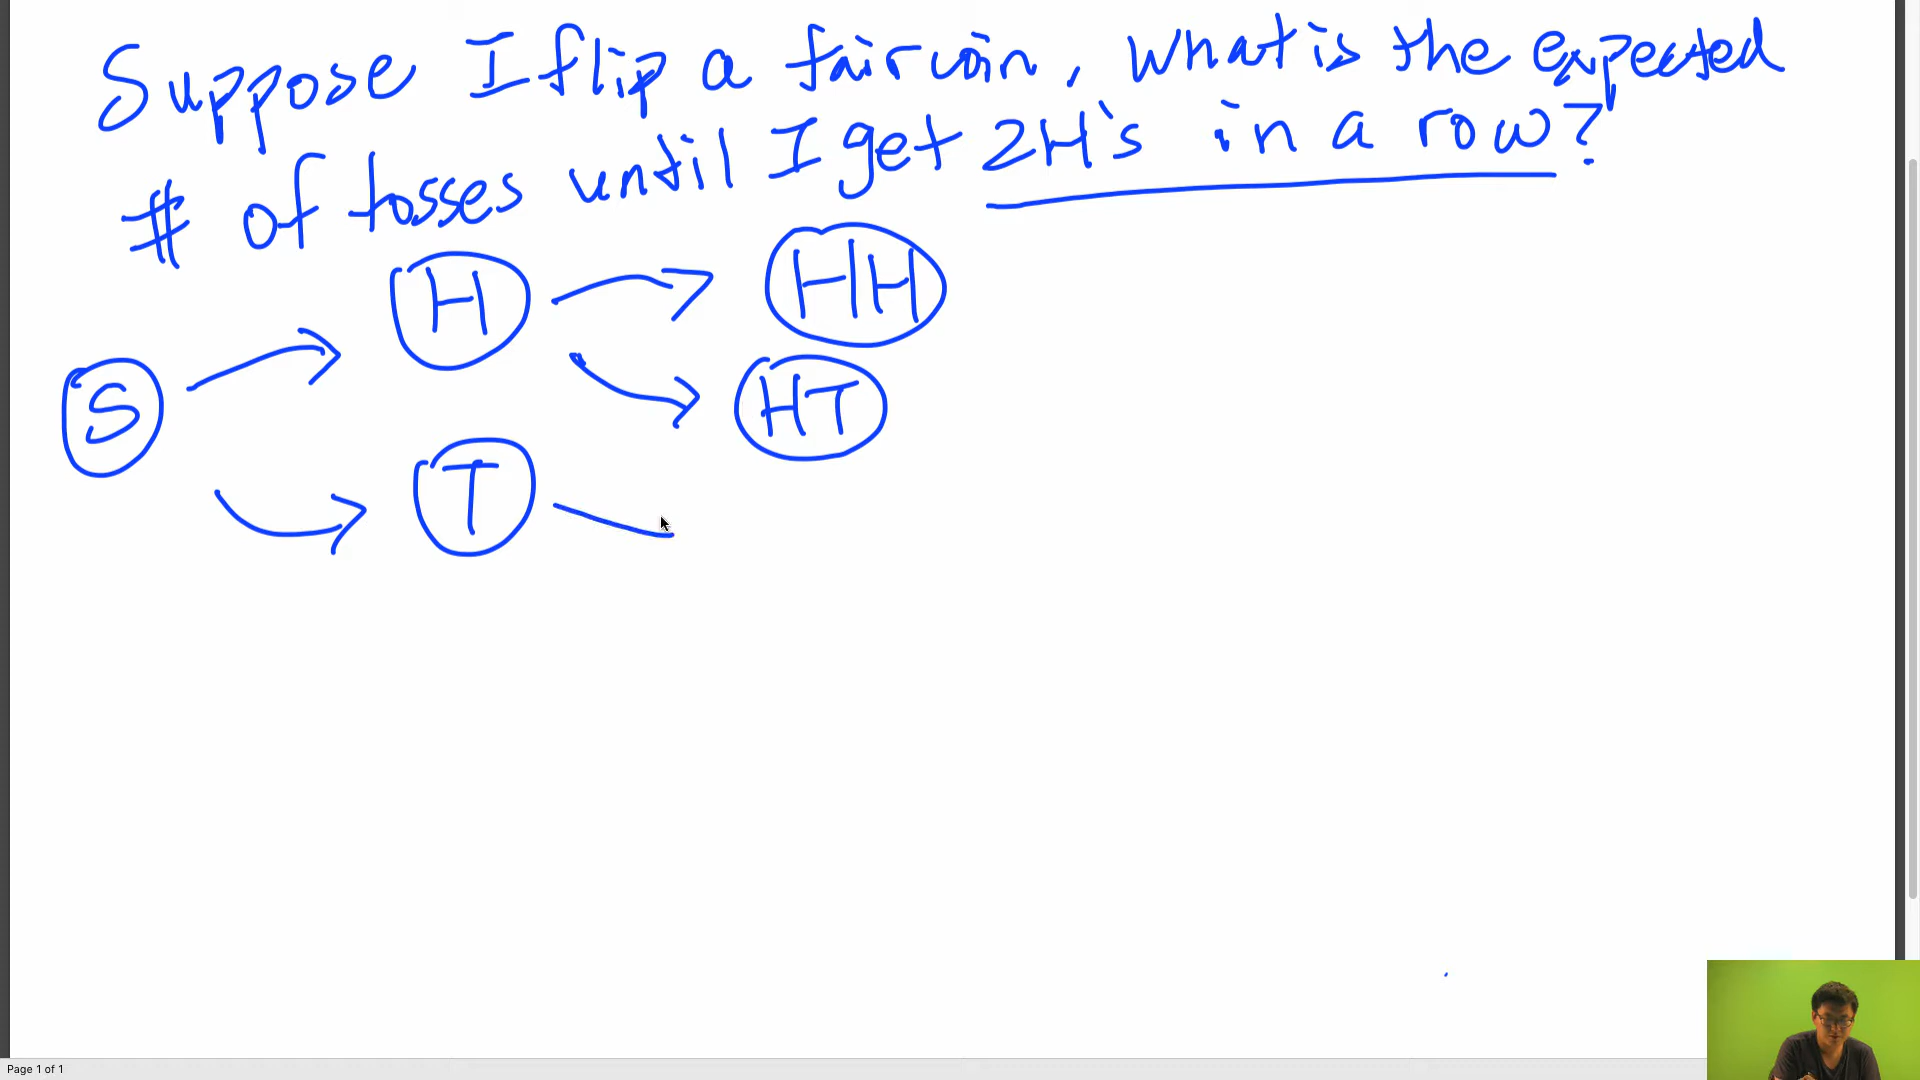 Suppose I flip a fair coin, What is the expected
# of tosses until I get 2H's in a row?
H
HH
S
HT
T
Page 1 of 1